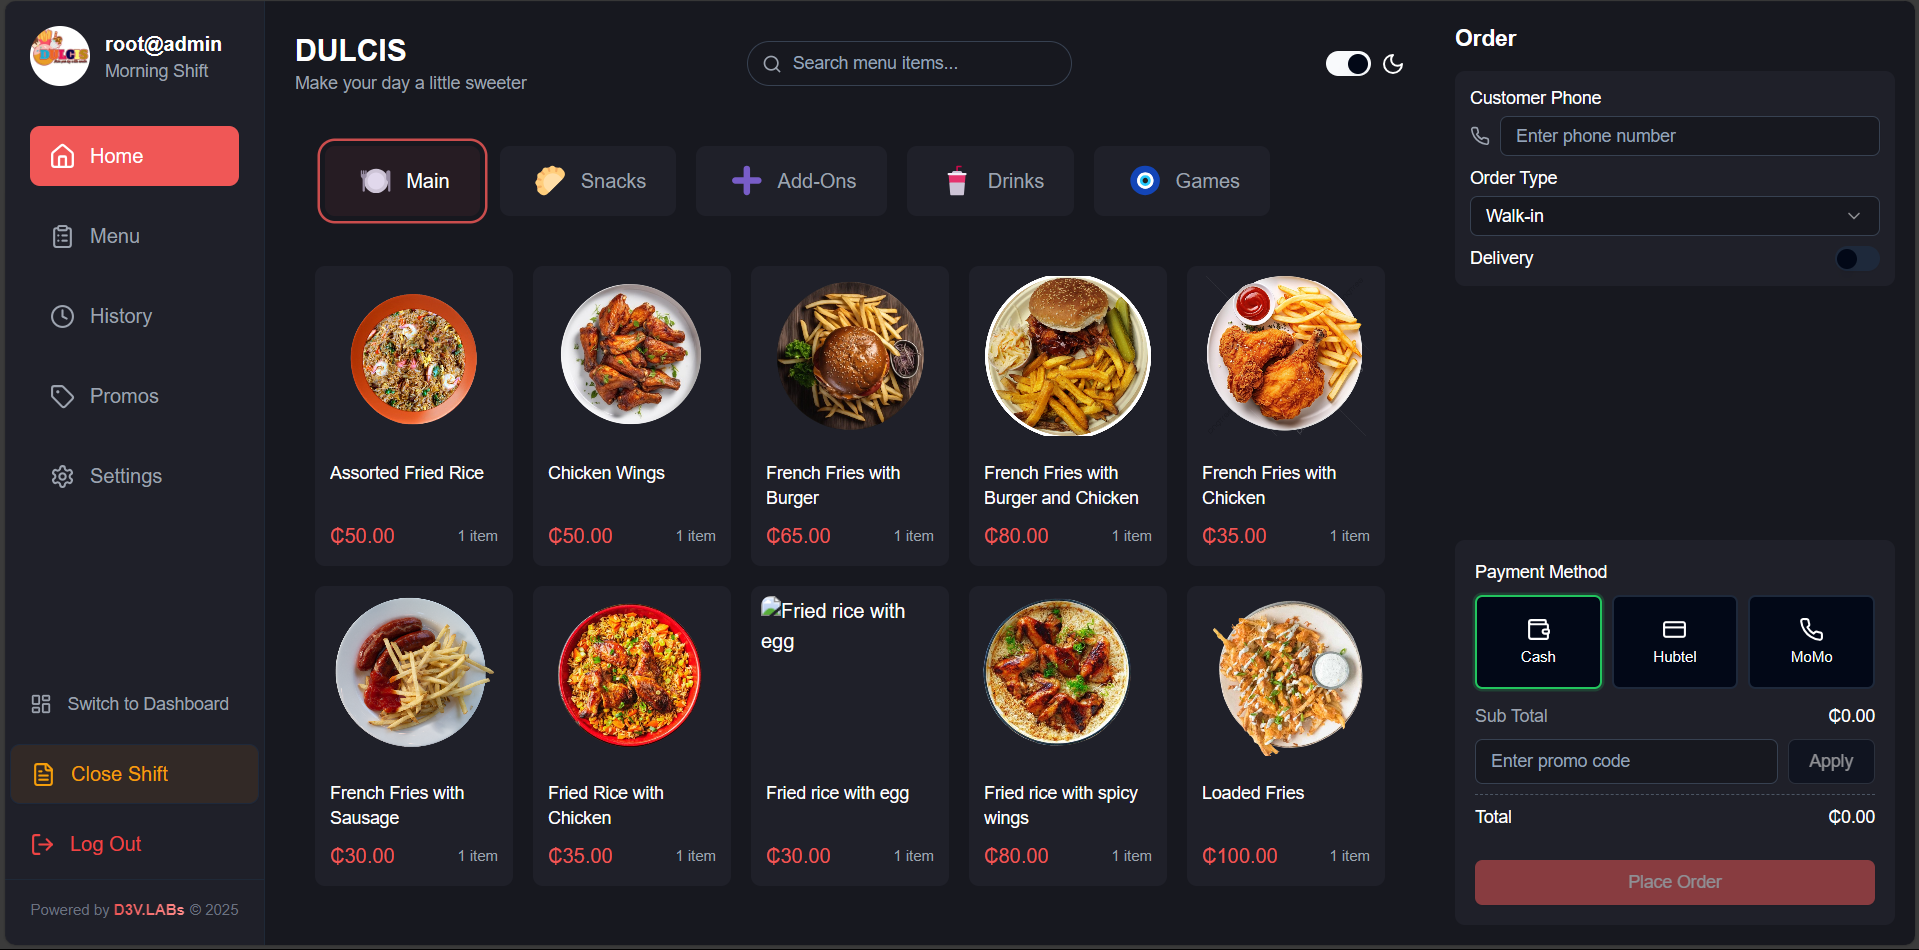 DULCIS
root@admin
Morning Shift
Home
Menu
History
Promos
Settings
Switch to Dashboard
Close Shift
Log Out
Powered by D3V.LABs © 2025
DULCIS
Make your day a little sweeter
Search menu items...
Main
Snacks
Add-Ons
Drinks
Games
Assorted Fried Rice
₵50.00
1 item
Chicken Wings
₵50.00
1 item
French Fries with
Burger
₵65.00
1 item
French Fries with
Burger and Chicken
₵80.00
1 item
French Fries with
Chicken
₵35.00
1 item
French Fries with
Sausage
₵30.00
1 item
Fried Rice with
Chicken
₵35.00
1 item
Fried rice with
egg
Fried rice with egg
₵30.00
1 item
Fried rice with spicy
wings
₵80.00
1 item
Loaded Fries
₵100.00
1 item
Order
Customer Phone
Enter phone number
Order Type
Walk-in
Delivery
Payment Method
Cash
Hubtel
MoMo
Sub Total
₵0.00
Enter promo code
Apply
Total
₵0.00
Place Order